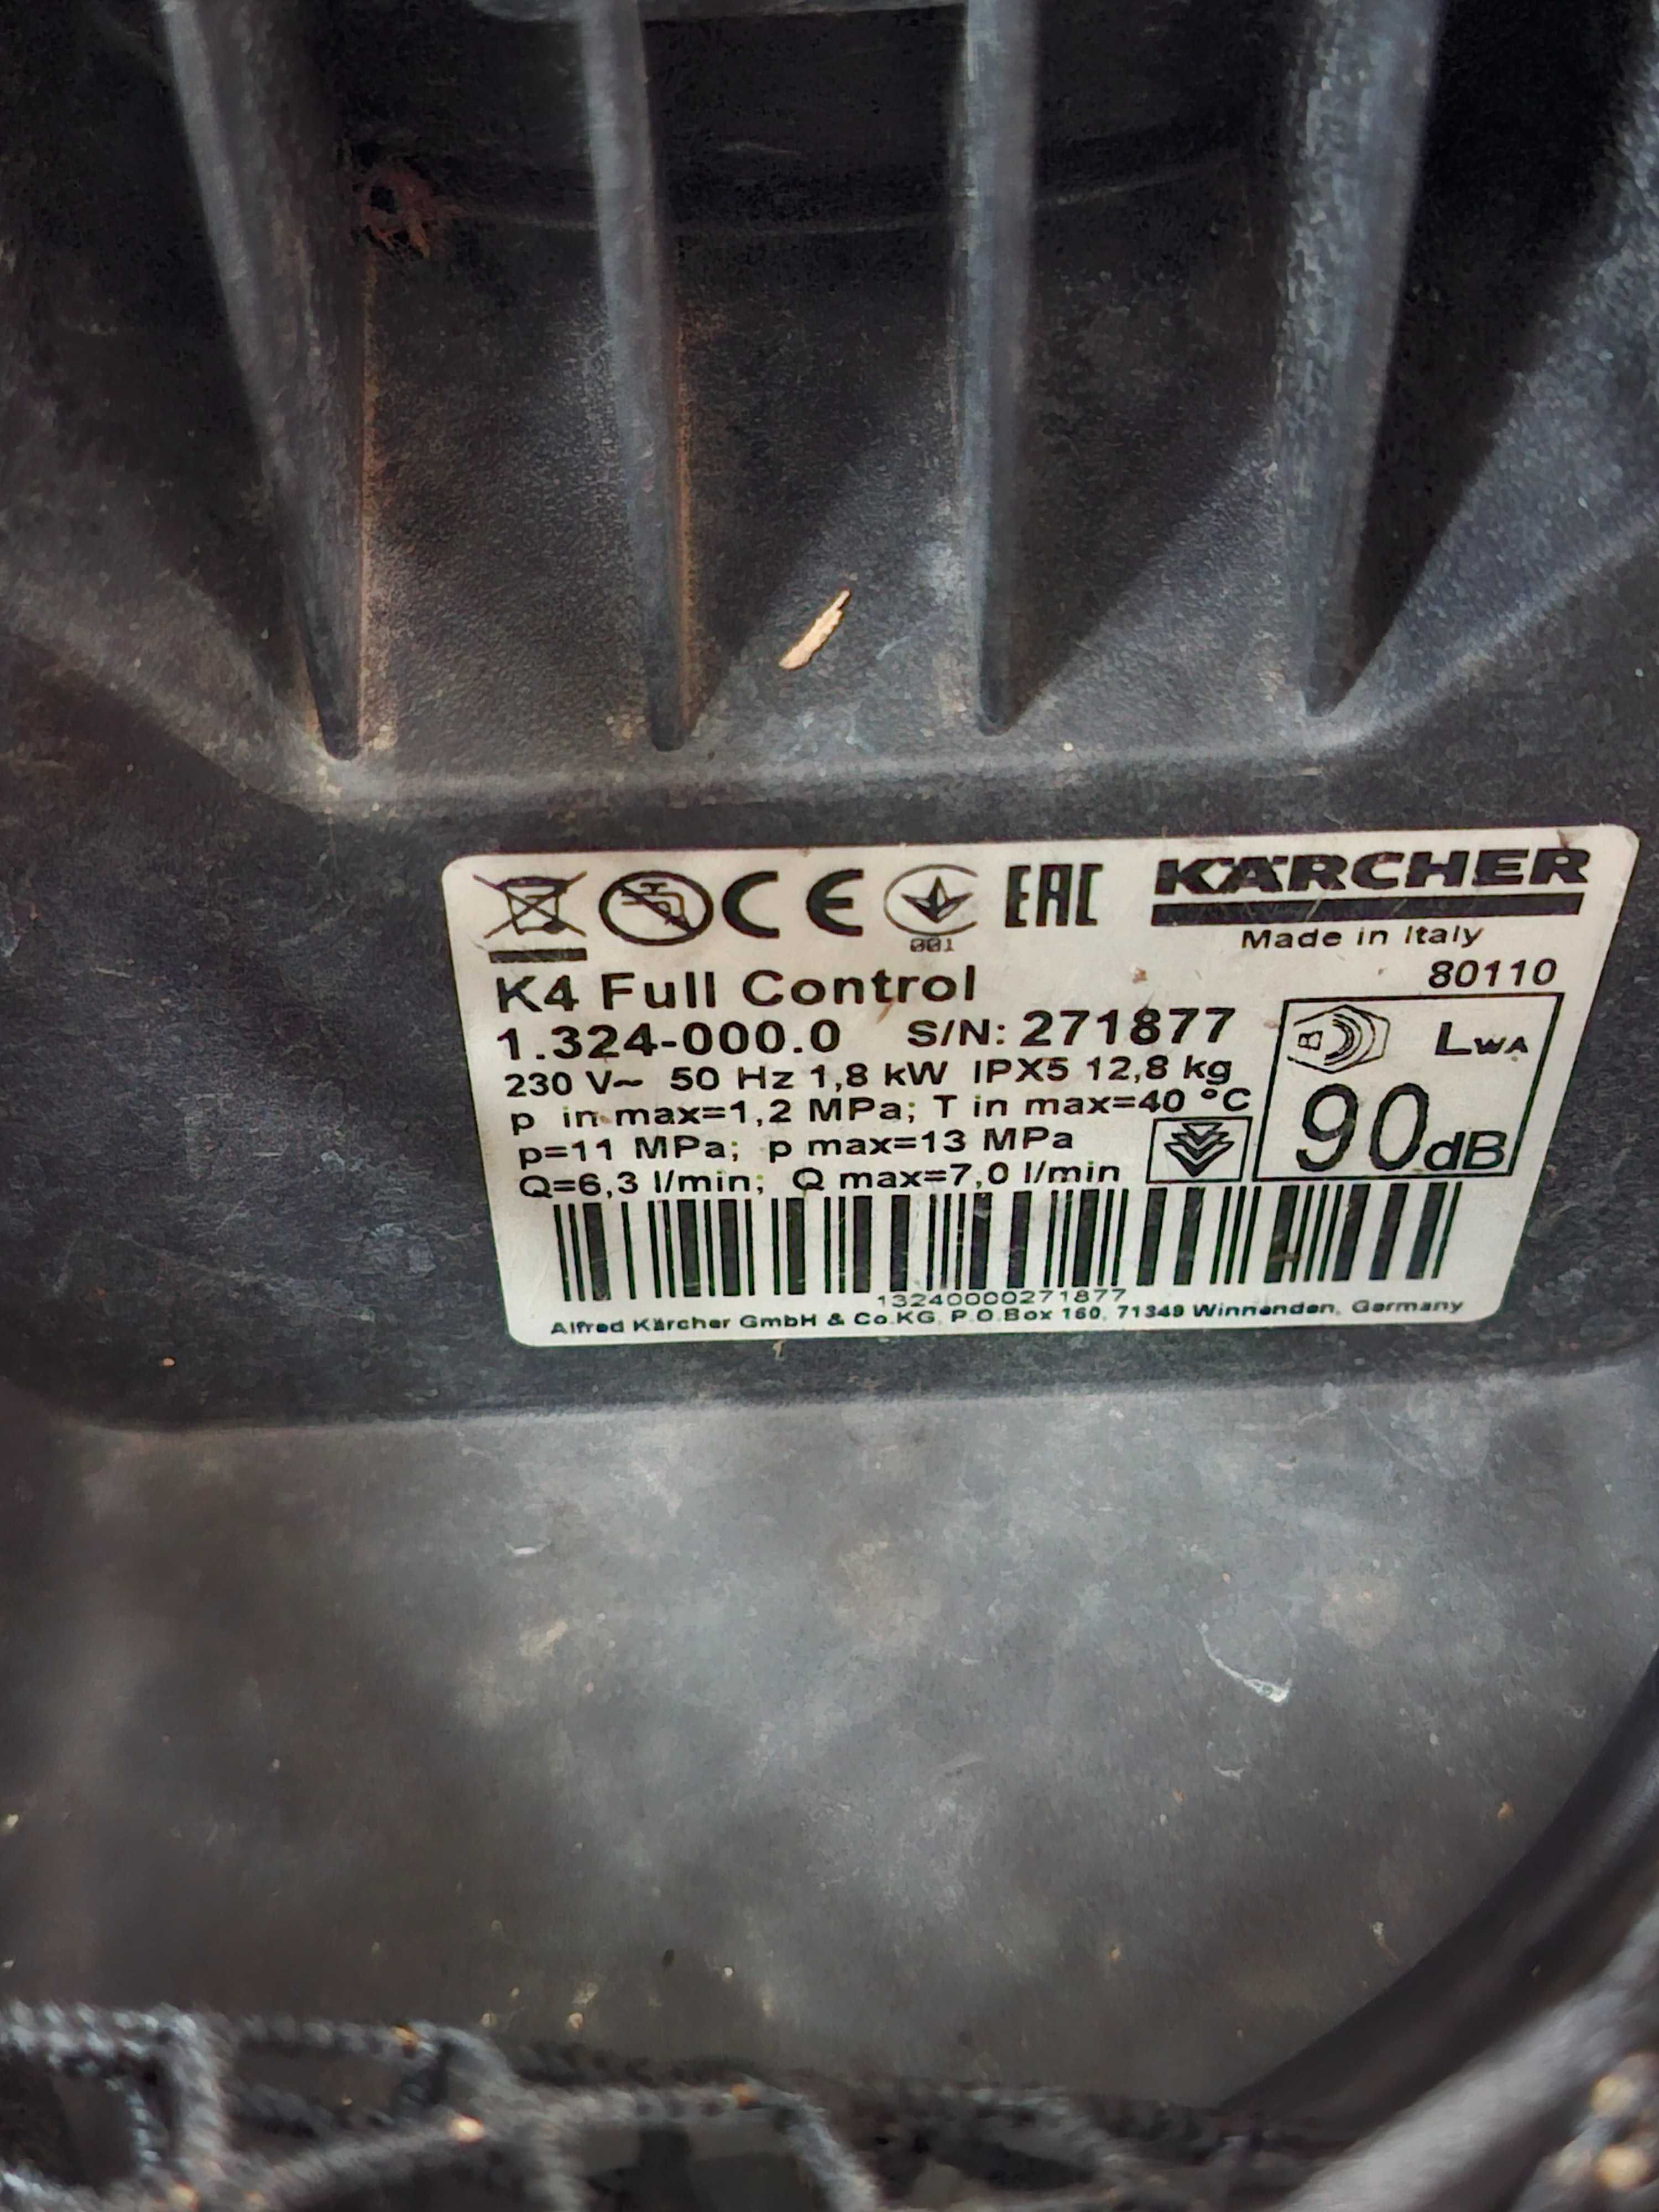 CE 001 EAC KÄRCHER
Made in Italy
80110
K4 Full Control
1.324-000.0 S/N: 271877
230 V~ 50 Hz 1,8 kW IPX5 12,8 kg
p in max=1,2 MPa; T in max=40 °C
p=11 MPa; p max=13 MPa
Q=6,3 l/min; Q max=7,0 l/min
LWA
90dB
13240000271877
Alfred Kärcher GmbH & Co.KG, P.O.Box 160, 71349 Winnenden, Germany